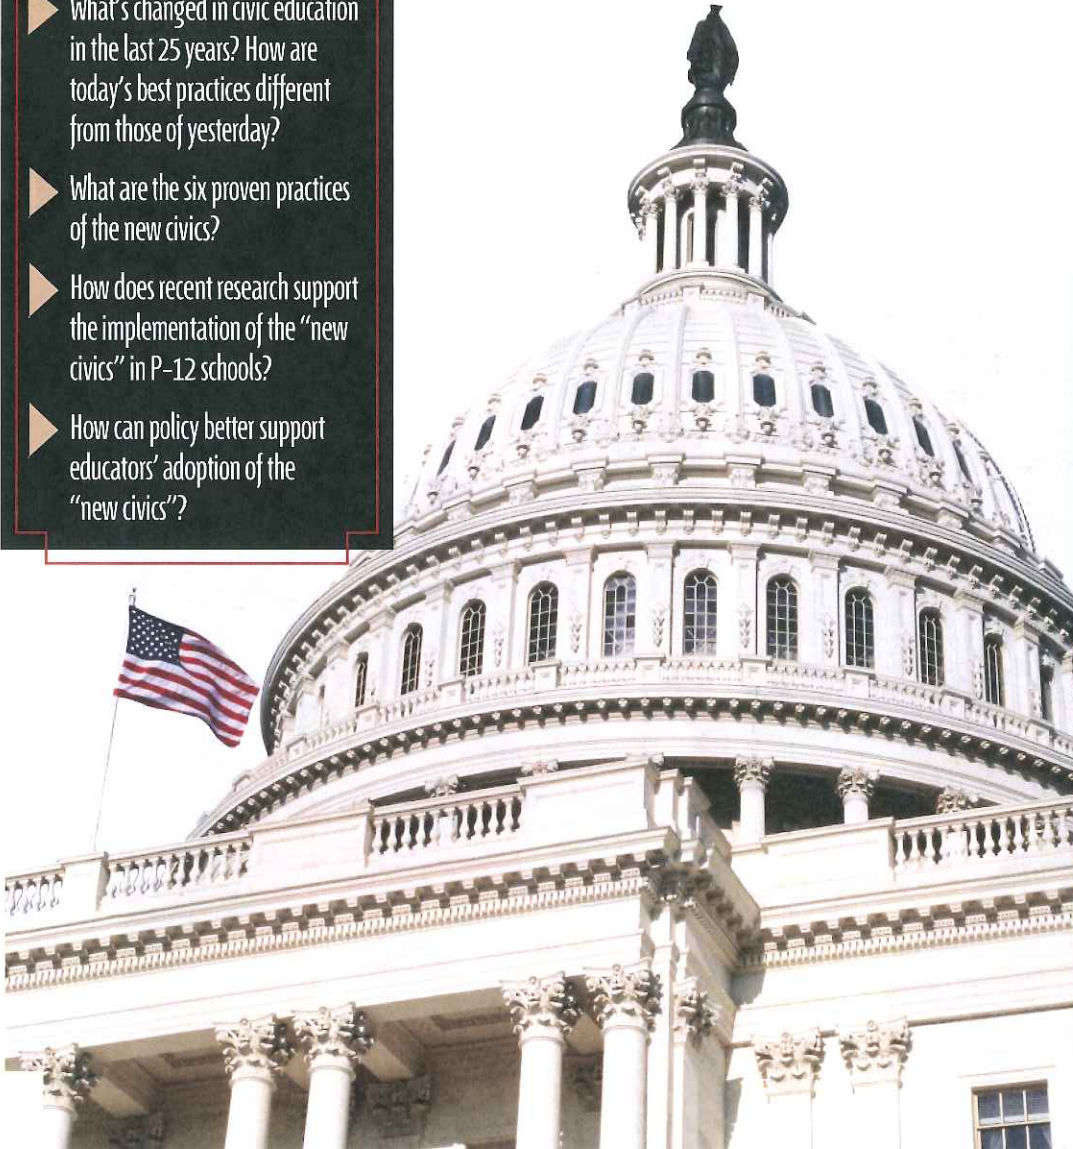 What's changed in civic education
in the last 25 years? How are
today's best practices different
from those of yesterday?
What are the six proven practices
of the new civics?
How does recent research support
the implementation of the "new
civics" in P–12 schools?
How can policy better support
educators' adoption of the
"new civics"?